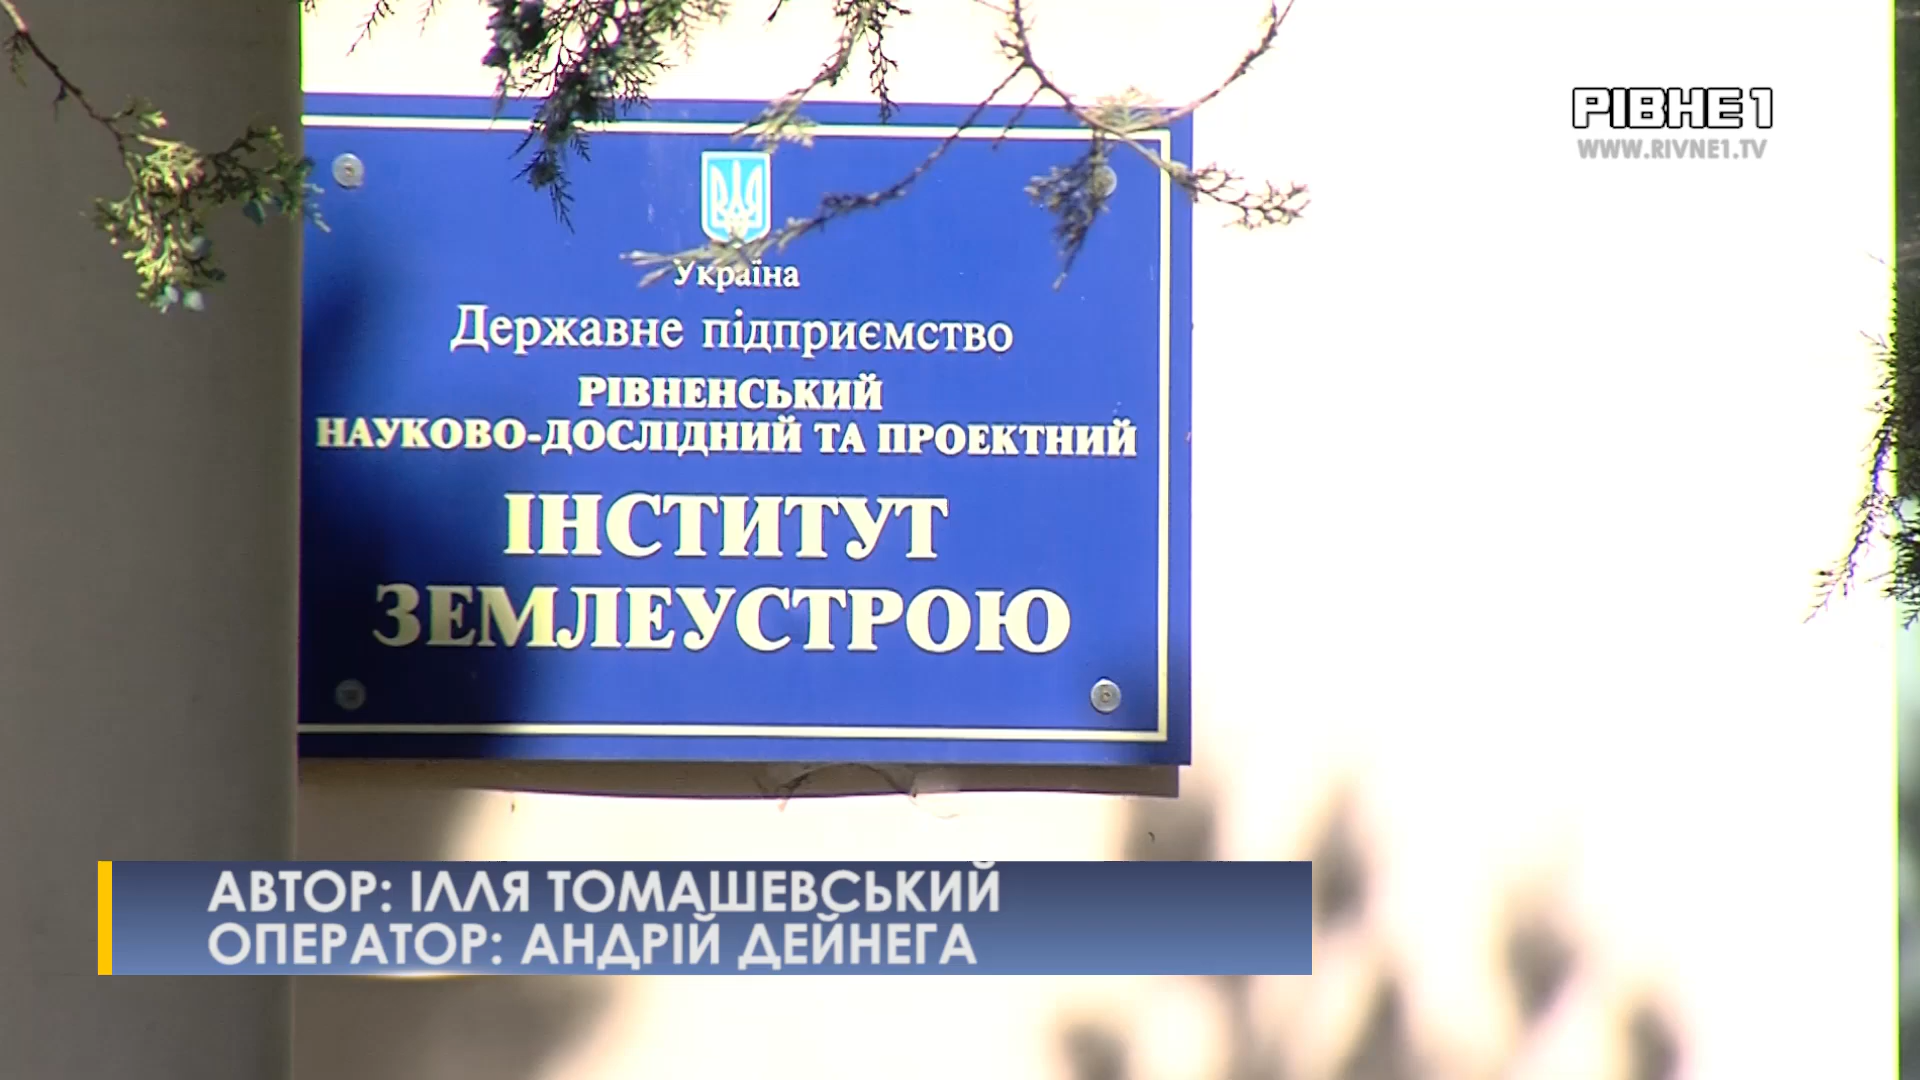 РІВНЕ 1
WWW.RIVNE1.TV
Україна
Державне підприємство
РІВНЕНСЬКИЙ
НАУКОВО-ДОСЛІДНИЙ ТА ПРОЕКТНИЙ
ІНСТИТУТ
ЗЕМЛЕУСТРОЮ
АВТОР: ІЛЛЯ ТОМАШЕВСЬКИЙ
ОПЕРАТОР: АНДРІЙ ДЕЙНЕГА